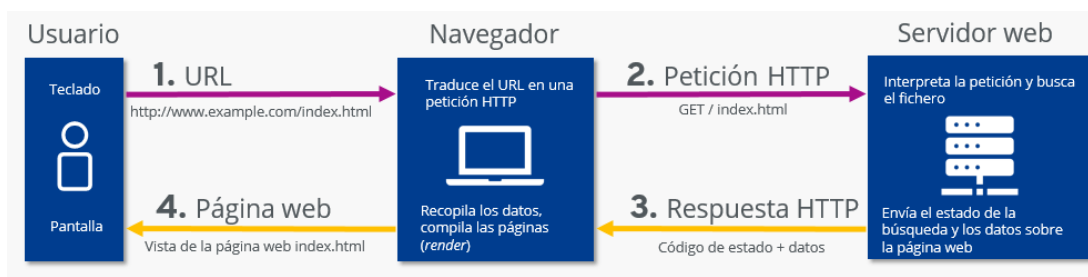 Usuario
Navegador
Servidor web
Teclado
1. URL
http://www.example.com/index.html
Traduce el URL en una
petición HTTP
2. Petición HTTP
GET / index.html
Interpreta la petición y busca
el fichero
Pantalla
4. Página web
Vista de la página web index.html
Recopila los datos,
compila las páginas
(render)
3. Respuesta HTTP
Código de estado + datos
Envía el estado de la
búsqueda y los datos sobre
la página web